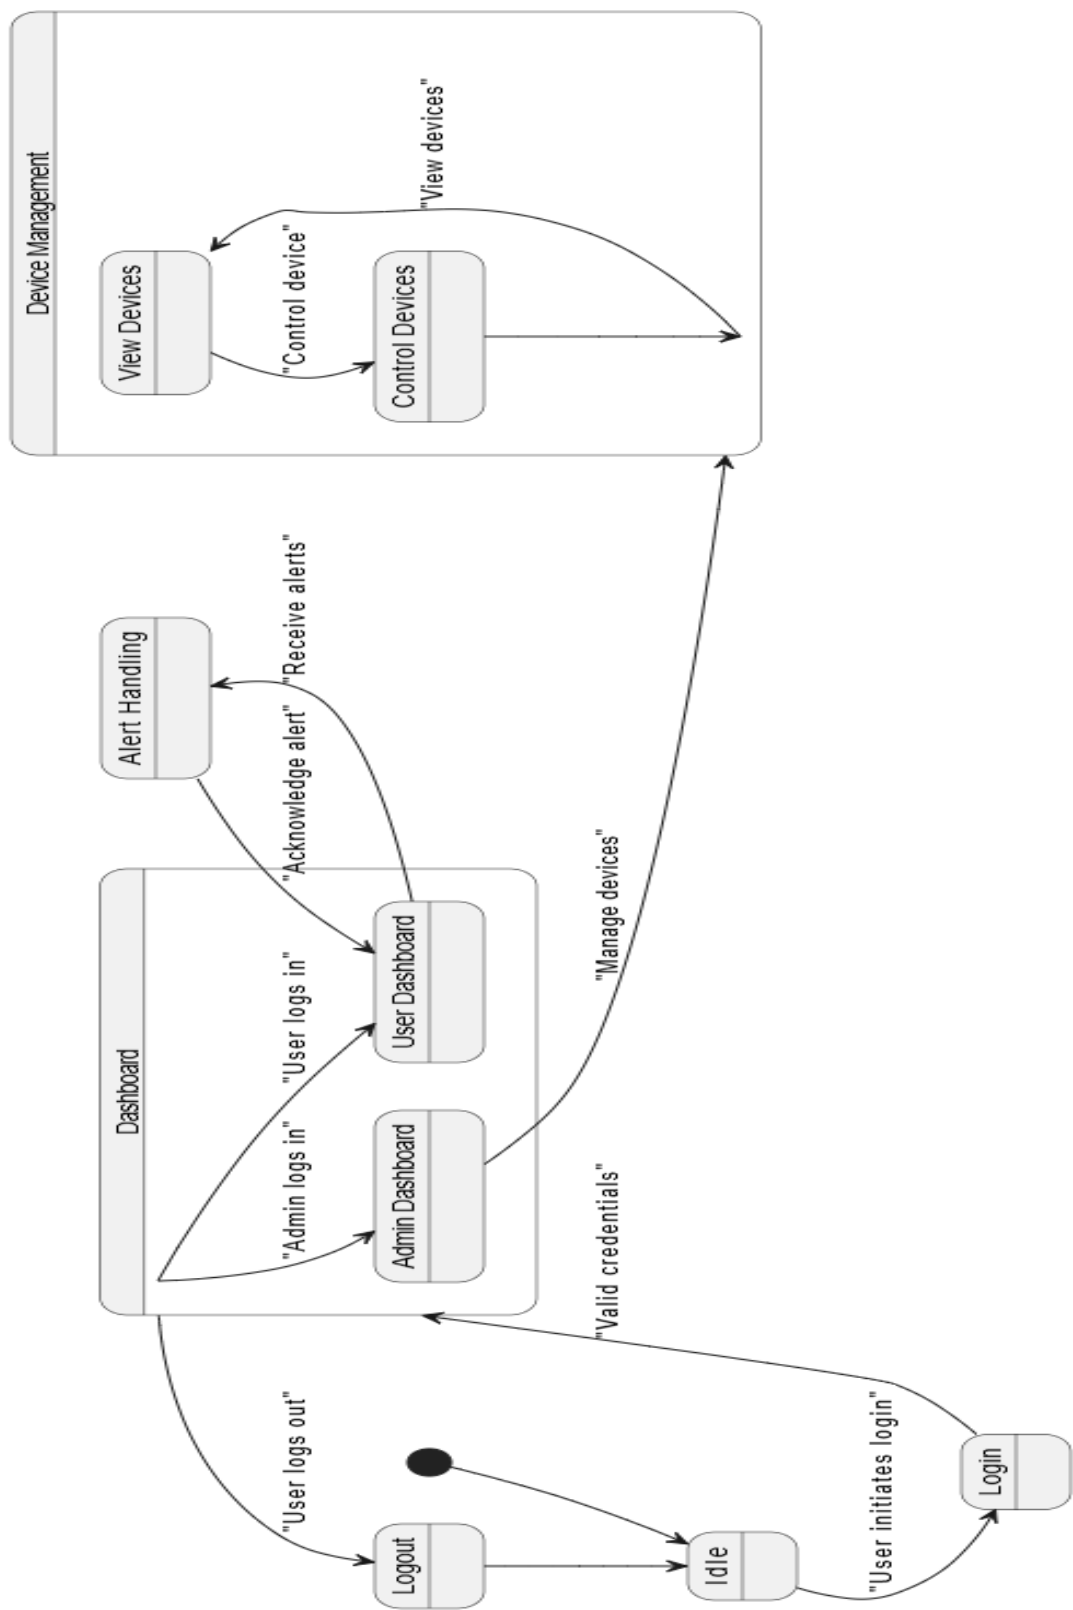 Device Management
View Devices
"Control device"
Control Devices
"View devices"
Alert Handling
"Acknowledge alert"
"Receive alerts"
Dashboard
"Admin logs in"
"User logs in"
Admin Dashboard
User Dashboard
"Manage devices"
"Valid credentials"
"User logs out"
Logout
Idle
"User initiates login"
Login